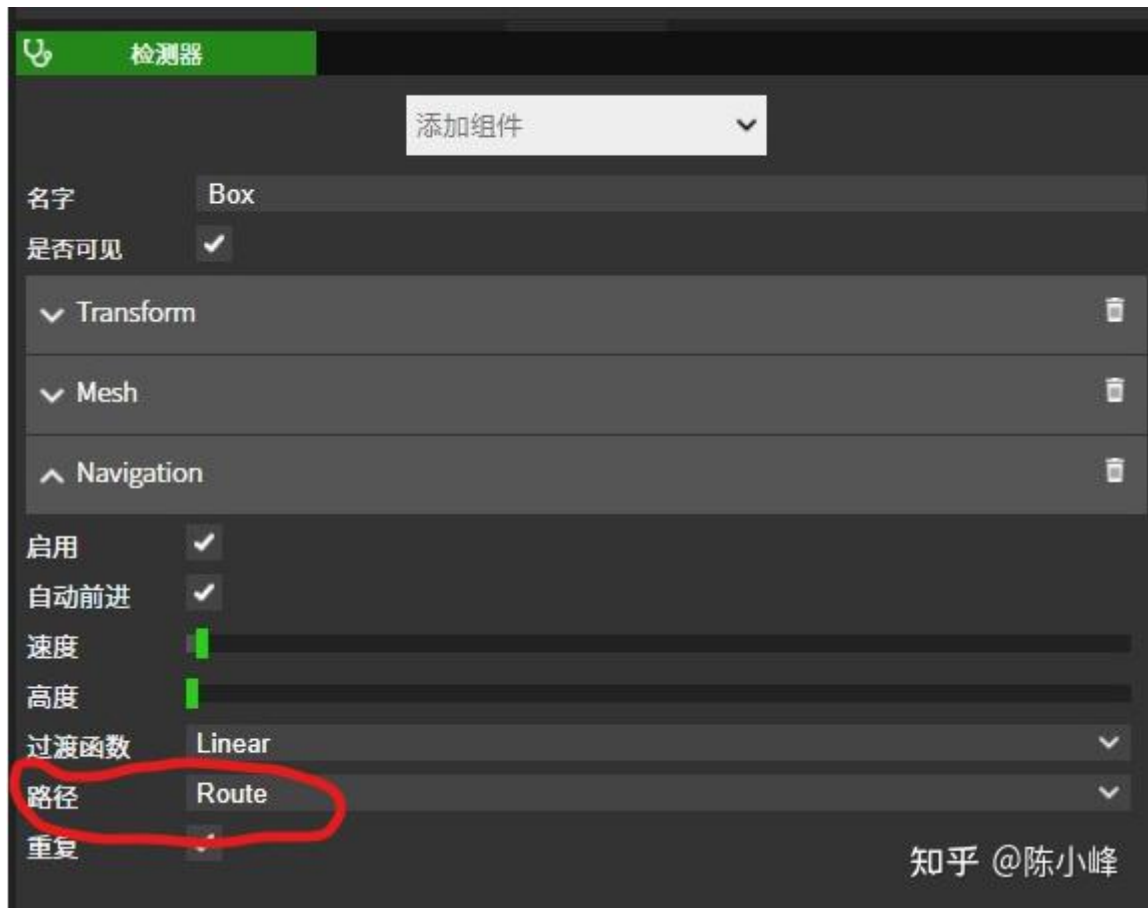 检测器
添加组件
名字 Box
是否可见
Transform
Mesh
Navigation
启用
自动前进
速度
高度
过渡函数 Linear
路径 Route
重复
知乎 @陈小峰